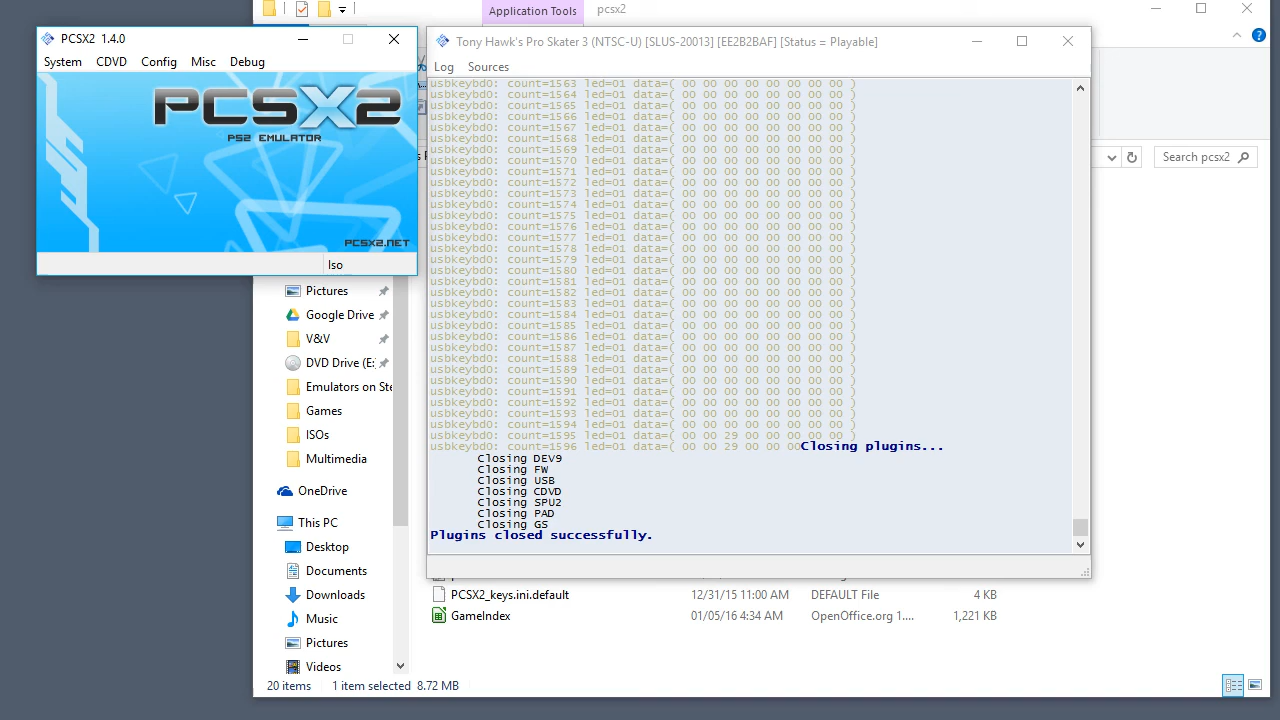 Application Tools
pcsx2
PCSX2 1.4.0
System CDVD Config Misc Debug
PCSX2
PS2 EMULATOR
PCSX2.NET
Iso
Tony Hawk's Pro Skater 3 (NTSC-U) [SLUS-20013] [EE2B2BAF] [Status = Playable]
Log Sources
usbkeybd0: count=1563 led=01 data={ 00 00 00 00 00 00 00 00 }
usbkeybd0: count=1564 led=01 data={ 00 00 00 00 00 00 00 00 }
usbkeybd0: count=1565 led=01 data={ 00 00 00 00 00 00 00 00 }
usbkeybd0: count=1566 led=01 data={ 00 00 00 00 00 00 00 00 }
usbkeybd0: count=1567 led=01 data={ 00 00 00 00 00 00 00 00 }
usbkeybd0: count=1568 led=01 data={ 00 00 00 00 00 00 00 00 }
usbkeybd0: count=1569 led=01 data={ 00 00 00 00 00 00 00 00 }
usbkeybd0: count=1570 led=01 data={ 00 00 00 00 00 00 00 00 }
usbkeybd0: count=1571 led=01 data={ 00 00 00 00 00 00 00 00 }
usbkeybd0: count=1572 led=01 data={ 00 00 00 00 00 00 00 00 }
usbkeybd0: count=1573 led=01 data={ 00 00 00 00 00 00 00 00 }
usbkeybd0: count=1574 led=01 data={ 00 00 00 00 00 00 00 00 }
usbkeybd0: count=1575 led=01 data={ 00 00 00 00 00 00 00 00 }
usbkeybd0: count=1576 led=01 data={ 00 00 00 00 00 00 00 00 }
usbkeybd0: count=1577 led=01 data={ 00 00 00 00 00 00 00 00 }
usbkeybd0: count=1578 led=01 data={ 00 00 00 00 00 00 00 00 }
usbkeybd0: count=1579 led=01 data={ 00 00 00 00 00 00 00 00 }
usbkeybd0: count=1580 led=01 data={ 00 00 00 00 00 00 00 00 }
usbkeybd0: count=1581 led=01 data={ 00 00 00 00 00 00 00 00 }
usbkeybd0: count=1582 led=01 data={ 00 00 00 00 00 00 00 00 }
usbkeybd0: count=1583 led=01 data={ 00 00 00 00 00 00 00 00 }
usbkeybd0: count=1584 led=01 data={ 00 00 00 00 00 00 00 00 }
usbkeybd0: count=1585 led=01 data={ 00 00 00 00 00 00 00 00 }
usbkeybd0: count=1586 led=01 data={ 00 00 00 00 00 00 00 00 }
usbkeybd0: count=1587 led=01 data={ 00 00 00 00 00 00 00 00 }
usbkeybd0: count=1588 led=01 data={ 00 00 00 00 00 00 00 00 }
usbkeybd0: count=1589 led=01 data={ 00 00 00 00 00 00 00 00 }
usbkeybd0: count=1590 led=01 data={ 00 00 00 00 00 00 00 00 }
usbkeybd0: count=1591 led=01 data={ 00 00 00 00 00 00 00 00 }
usbkeybd0: count=1592 led=01 data={ 00 00 00 00 00 00 00 00 }
usbkeybd0: count=1593 led=01 data={ 00 00 00 00 00 00 00 00 }
usbkeybd0: count=1594 led=01 data={ 00 00 00 00 00 00 00 00 }
usbkeybd0: count=1595 led=01 data={ 00 00 29 00 00 00 00 00 }
usbkeybd0: count=1596 led=01 data={ 00 00 29 00 00 00Closing plugins...
Closing DEV9
Closing FW
Closing USB
Closing CDVD
Closing SPU2
Closing PAD
Closing GS
Plugins closed successfully.
Search pcsx2
Pictures
Google Drive
V&V
DVD Drive (E:
Emulators on Ste
Games
ISOs
Multimedia
OneDrive
This PC
Desktop
Documents
Downloads
Music
Pictures
Videos
PCSX2_keys.ini.default 12/31/15 11:00 AM DEFAULT File 4 KB
GameIndex 01/05/16 4:34 AM OpenOffice.org 1.... 1,221 KB
20 items 1 item selected 8.72 MB